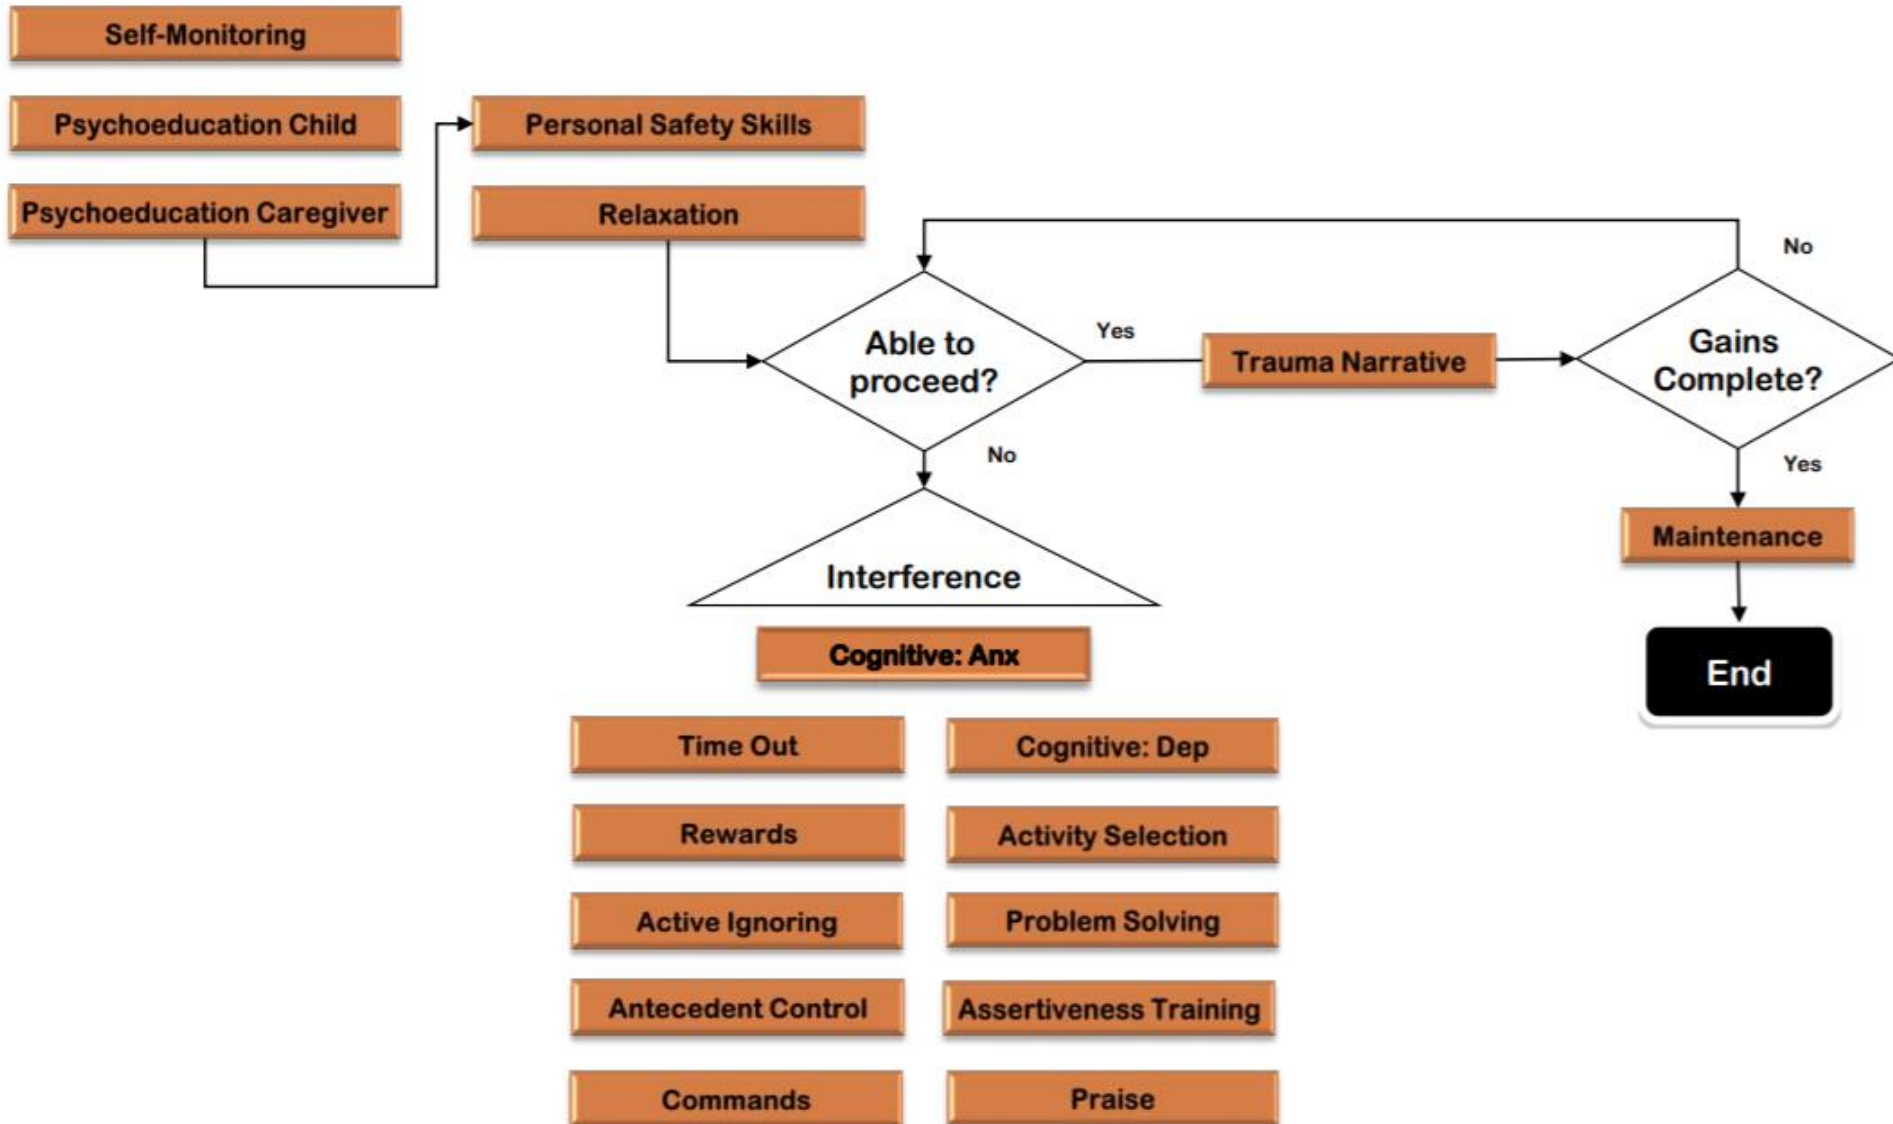 Self-Monitoring
Psychoeducation Child
Personal Safety Skills
Psychoeducation Caregiver
Relaxation
No
Able to
proceed?
Yes
Trauma Narrative
Gains
Complete?
No
Yes
Interference
Maintenance
Cognitive: Anx
End
Time Out
Cognitive: Dep
Rewards
Activity Selection
Active Ignoring
Problem Solving
Antecedent Control
Assertiveness Training
Commands
Praise